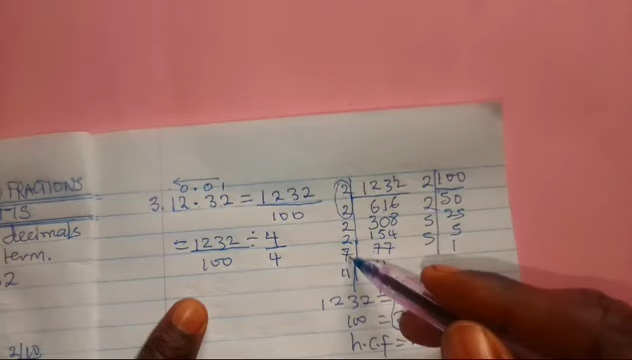 FRACTIONS
decimals
term.
2/10
0.01
3. 12.32 = 1232
100
= 1232 ÷ 4
100 4
2 1232
2 616
2 308
2 154
7 77
11
2 100
2 50
5 25
5 5
1
1232 =
100 =
h.c.f =